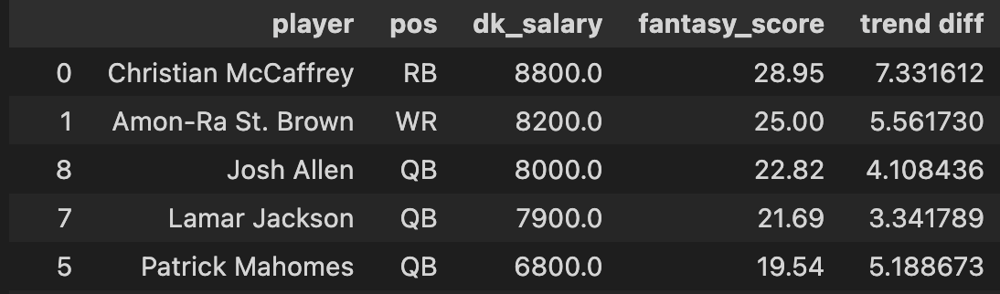 player pos dk_salary fantasy_score trend diff
0 Christian McCaffrey RB 8800.0 28.95 7.331612
1 Amon-Ra St. Brown WR 8200.0 25.00 5.561730
8 Josh Allen QB 8000.0 22.82 4.108436
7 Lamar Jackson QB 7900.0 21.69 3.341789
5 Patrick Mahomes QB 6800.0 19.54 5.188673